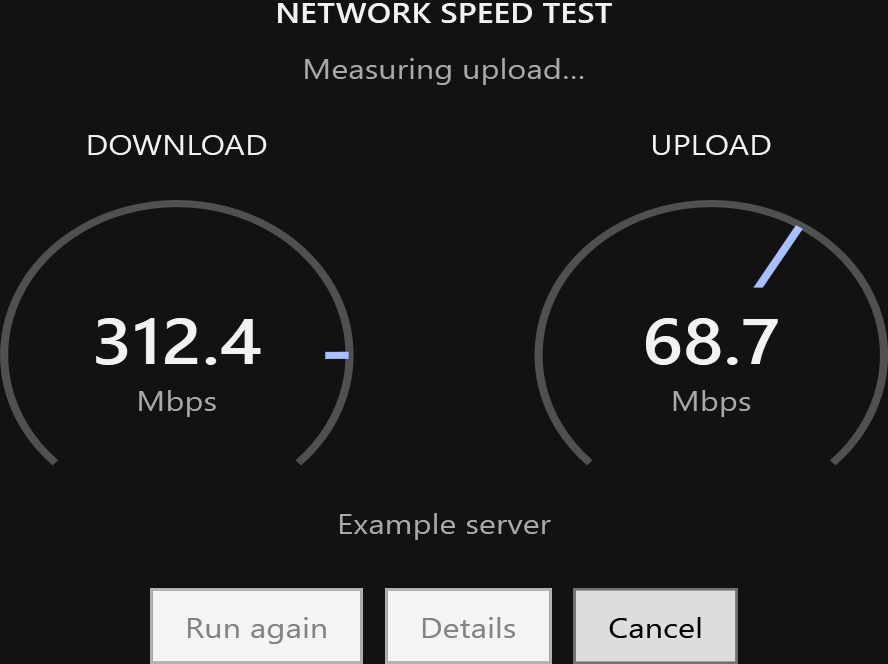 NETWORK SPEED TEST
Measuring upload...
DOWNLOAD
UPLOAD
312.4
68.7
Mbps
Mbps
Example server
Run again
Details
Cancel